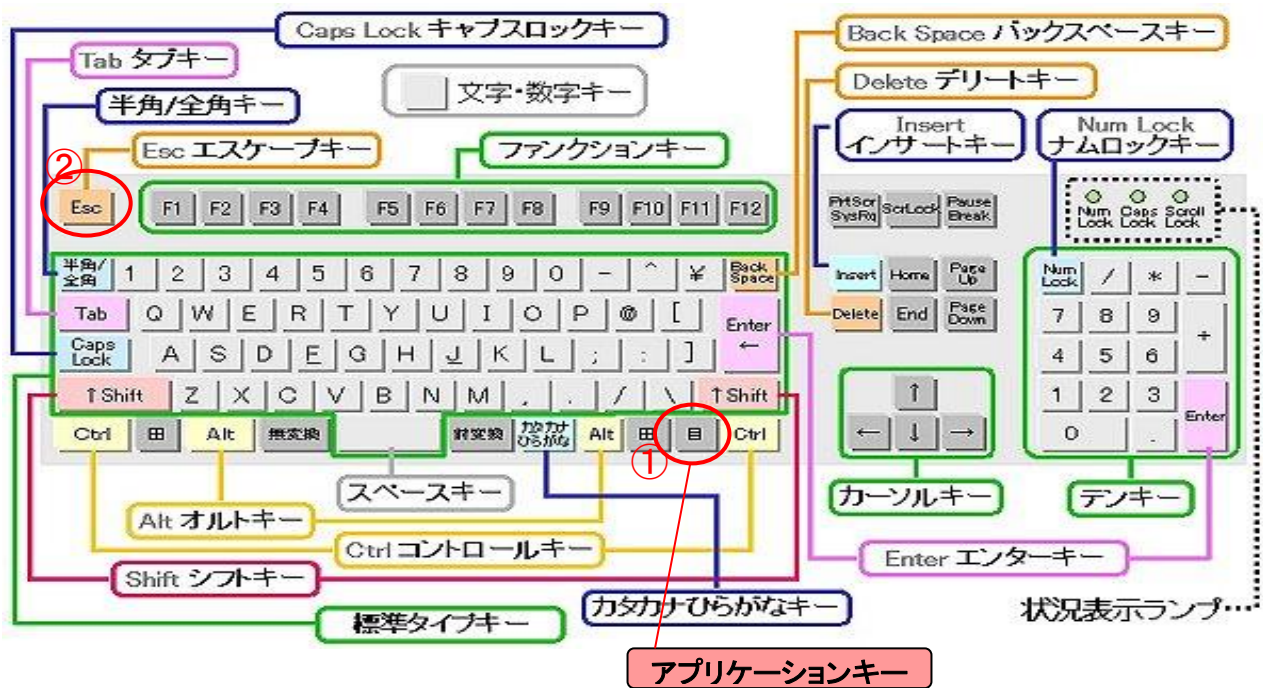 Caps Lock キャプスロックキー
Back Space バックスペースキー
Tab タブキー
Delete デリートキー
文字・数字キー
半角/全角キー
Insert
インサートキー
Num Lock
ナムロックキー
Esc エスケープキー
ファンクションキー
②
Esc F1 F2 F3 F4 F5 F6 F7 F8 F9 F10 F11 F12
PrtScr
SysRq
ScrLock
Pause
Break
Num
Lock
Caps
Lock
Scroll
Lock
半角/
全角
1 2 3 4 5 6 7 8 9 0 - ^ ¥
Back
Space
Insert Home
Page
Up
Num
Lock
/ * -
Tab Q W E R T Y U I O P @ [
Enter
←
Delete End
Page
Down
7 8 9 +
Caps
Lock
A S D F G H J K L ; : ]
4 5 6
↑Shift Z X C V B N M , . / \ ↑Shift
↑
1 2 3
Enter
Ctrl 田 Alt 無変換
前変換
カタカナ
ひらがな
Alt 田 目 Ctrl
①
← ↓ →
0 .
スペースキー
カーソルキー
テンキー
Alt オルトキー
Ctrl コントロールキー
Enter エンターキー
Shift シフトキー
カタカナひらがなキー
状況表示ランプ
標準タイプキー
アプリケーションキー